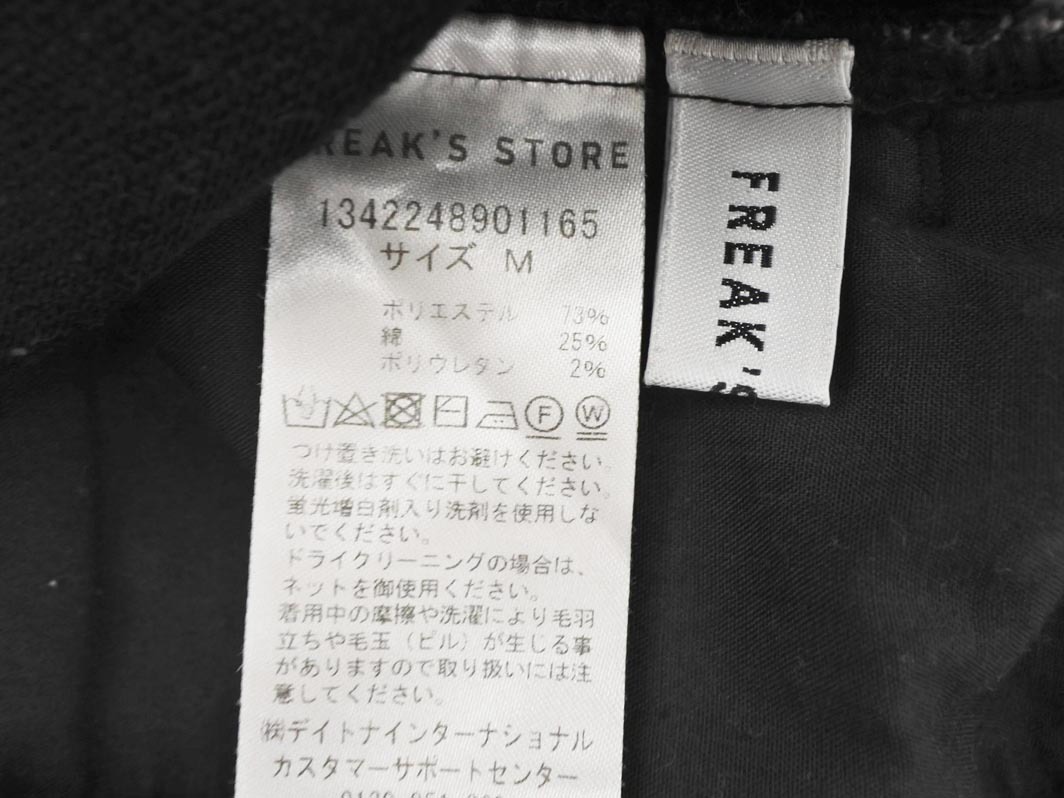 REAK'S STORE
1342248901165
サイズ M
ポリエステル 73%
綿 25%
ポリウレタン 2%
F W
つけ置き洗いはお避けください。
洗濯後はすぐに干してください。
蛍光増白剤入り洗剤を使用しな
いでください。
ドライクリーニングの場合は、
ネットを御使用ください。
着用中の摩擦や洗濯により毛羽
立ちや毛玉（ピル）が生じる事
がありますので取り扱いには注
意してください。
㈱デイトナインターナショナル
カスタマーサポートセンター
FREAK'S